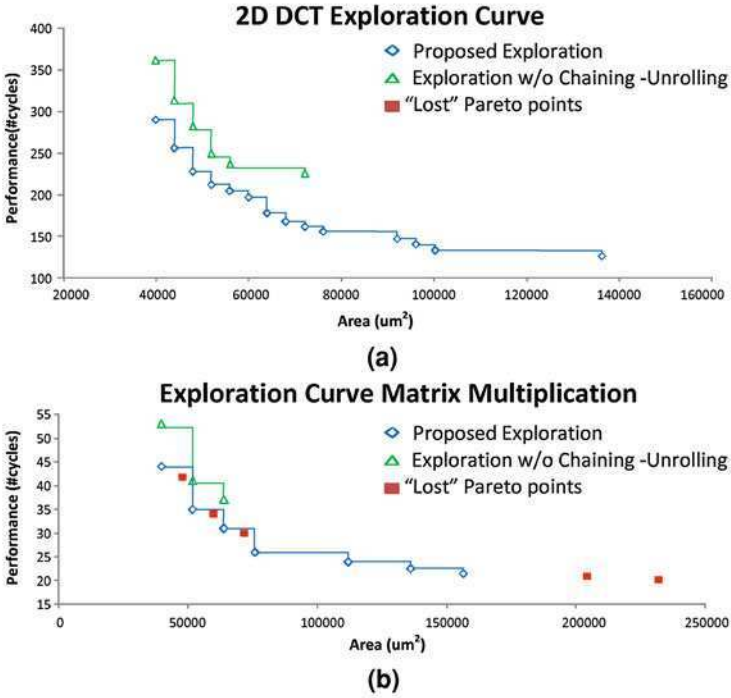 2D DCT Exploration Curve
Performance(#cycles)
400
350
300
250
200
150
100
Proposed Exploration
Exploration w/o Chaining -Unrolling
"Lost" Pareto points
20000 40000 60000 80000 100000 120000 140000 160000
Area (um²)
(a)
Exploration Curve Matrix Multiplication
Performance (#cycles)
55
50
45
40
35
30
25
20
15
Proposed Exploration
Exploration w/o Chaining -Unrolling
"Lost" Pareto points
0 50000 100000 150000 200000 250000
Area (um²)
(b)